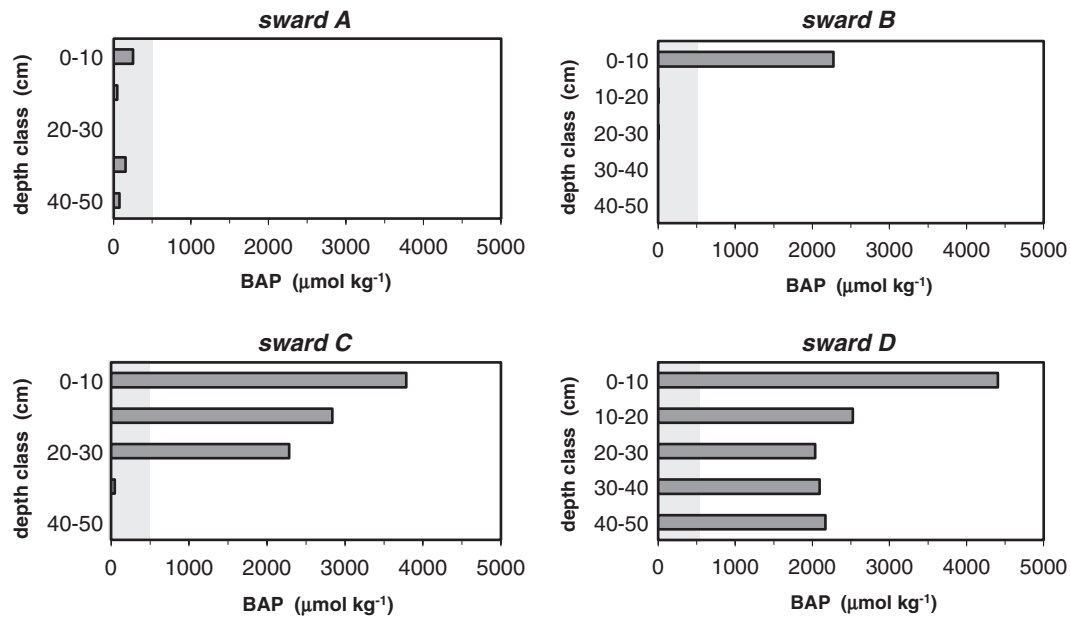 sward A
depth class (cm)
0-10
20-30
40-50
0 1000 2000 3000 4000 5000
BAP (μmol kg⁻¹)
sward B
depth class (cm)
0-10
10-20
20-30
30-40
40-50
0 1000 2000 3000 4000 5000
BAP (μmol kg⁻¹)
sward C
depth class (cm)
0-10
20-30
40-50
0 1000 2000 3000 4000 5000
BAP (μmol kg⁻¹)
sward D
depth class (cm)
0-10
10-20
20-30
30-40
40-50
0 1000 2000 3000 4000 5000
BAP (μmol kg⁻¹)